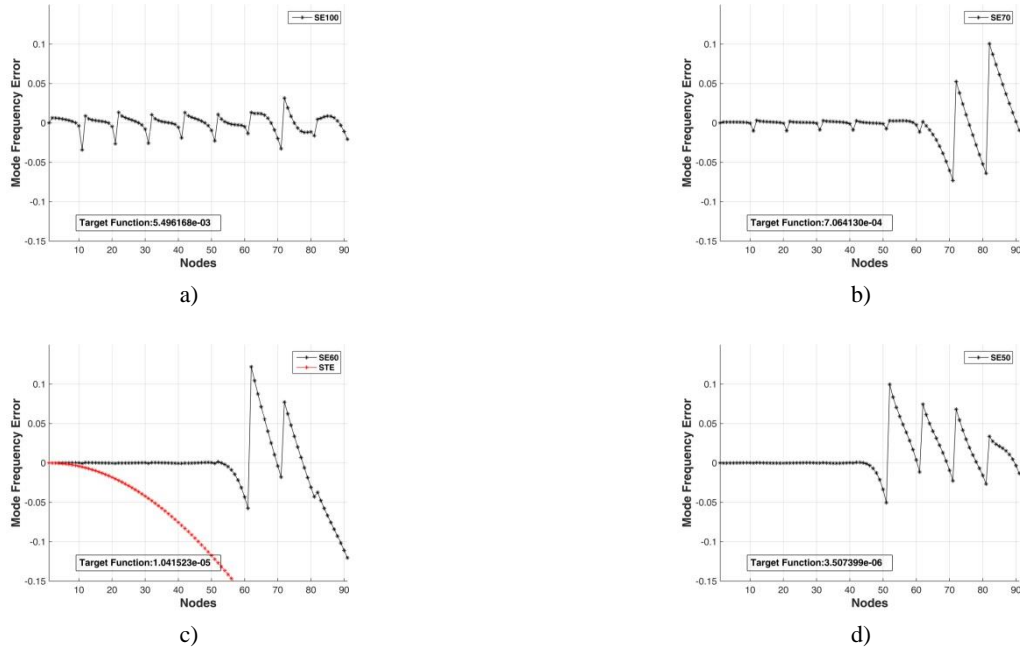 SE100
0.1
0.05
0
-0.05
-0.1
-0.15
Mode Frequency Error
Target Function:5.496168e-03
10 20 30 40 50 60 70 80 90
Nodes
a)
SE70
0.1
0.05
0
-0.05
-0.1
-0.15
Mode Frequency Error
Target Function:7.064130e-04
10 20 30 40 50 60 70 80 90
Nodes
b)
SE60
STE
0.1
0.05
0
-0.05
-0.1
-0.15
Mode Frequency Error
Target Function:1.041523e-05
10 20 30 40 50 60 70 80 90
Nodes
c)
SE50
0.1
0.05
0
-0.05
-0.1
-0.15
Mode Frequency Error
Target Function:3.507399e-06
10 20 30 40 50 60 70 80 90
Nodes
d)